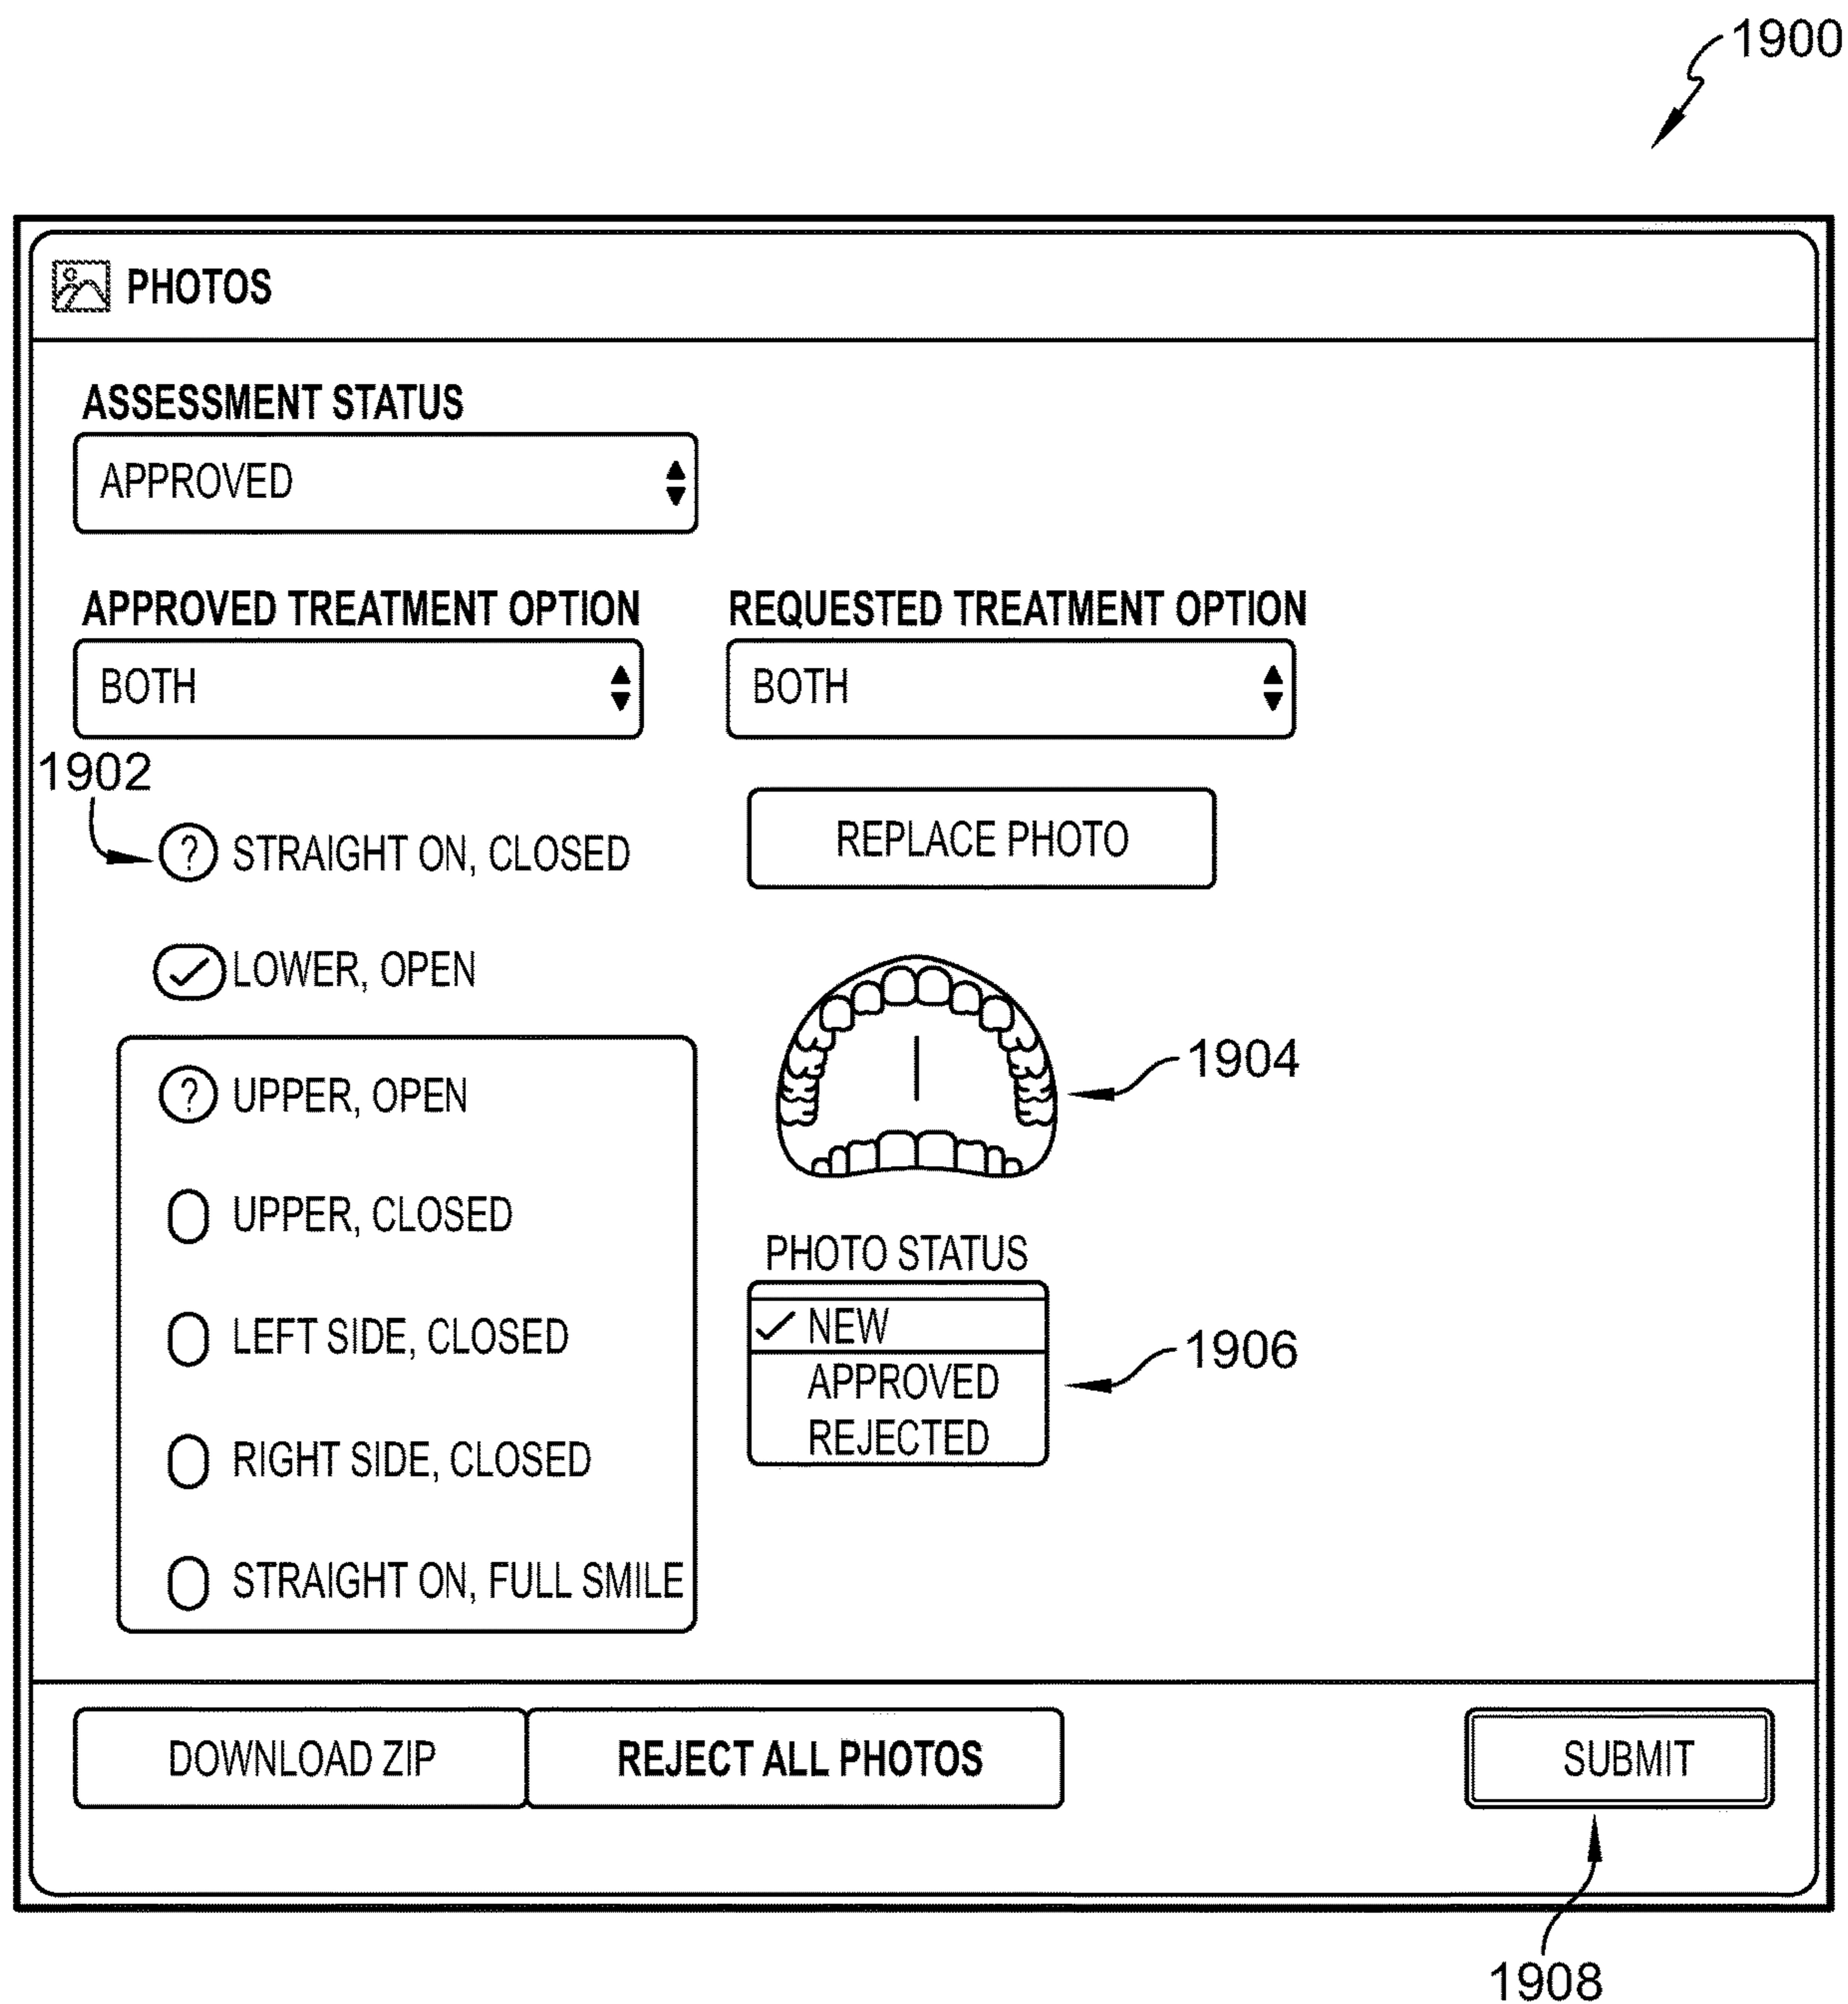 1900
PHOTOS
ASSESSMENT STATUS
APPROVED
APPROVED TREATMENT OPTION
REQUESTED TREATMENT OPTION
BOTH
BOTH
1902
? STRAIGHT ON, CLOSED
REPLACE PHOTO
LOWER, OPEN
? UPPER, OPEN
UPPER, CLOSED
LEFT SIDE, CLOSED
RIGHT SIDE, CLOSED
STRAIGHT ON, FULL SMILE
1904
PHOTO STATUS
NEW
APPROVED
REJECTED
1906
DOWNLOAD ZIP
REJECT ALL PHOTOS
SUBMIT
1908